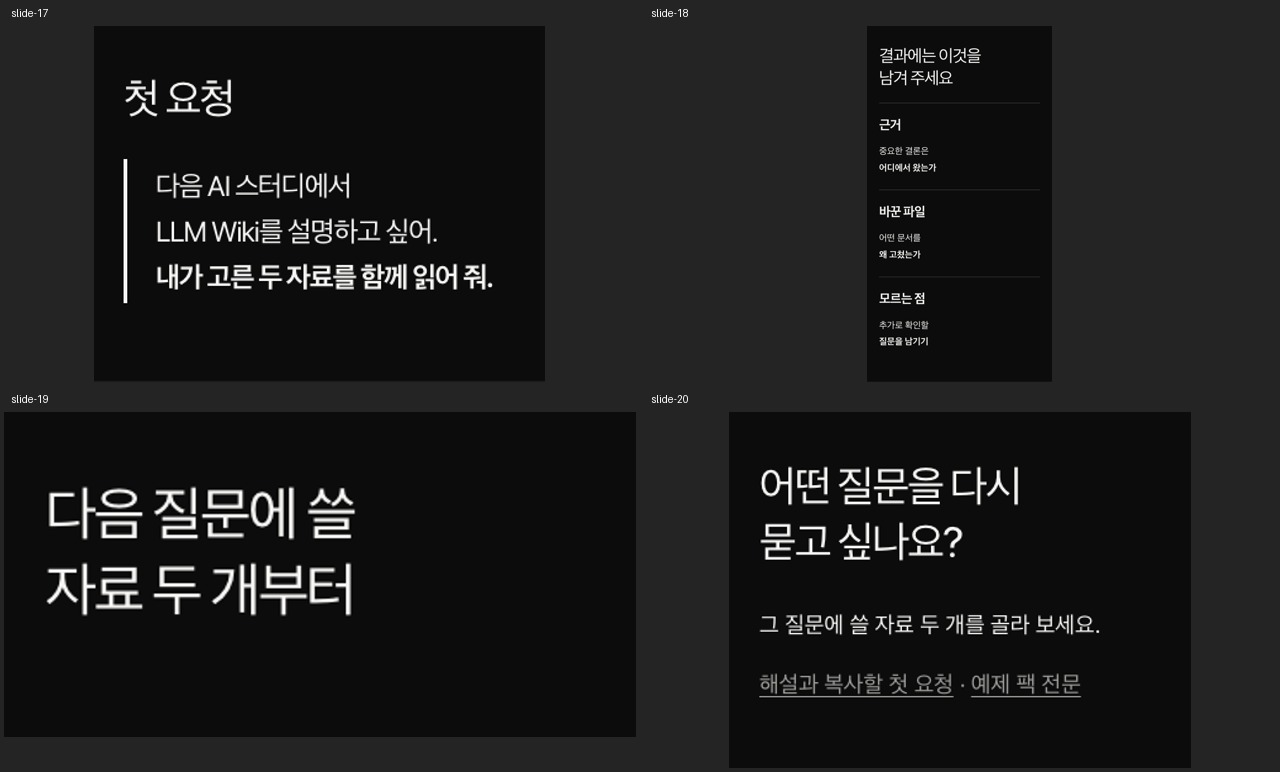 slide-17
첫 요청
다음 AI 스터디에서
LLM Wiki를 설명하고 싶어.
내가 고른 두 자료를 함께 읽어 줘.
slide-18
결과에는 이것을
남겨 주세요
근거
중요한 결론은
어디에서 왔는가
바꾼 파일
어떤 문서를
왜 고쳤는가
모르는 점
추가로 확인할
질문을 남기기
slide-19
다음 질문에 쓸
자료 두 개부터
slide-20
어떤 질문을 다시
묻고 싶나요?
그 질문에 쓸 자료 두 개를 골라 보세요.
해설과 복사할 첫 요청 · 예제 팩 전문